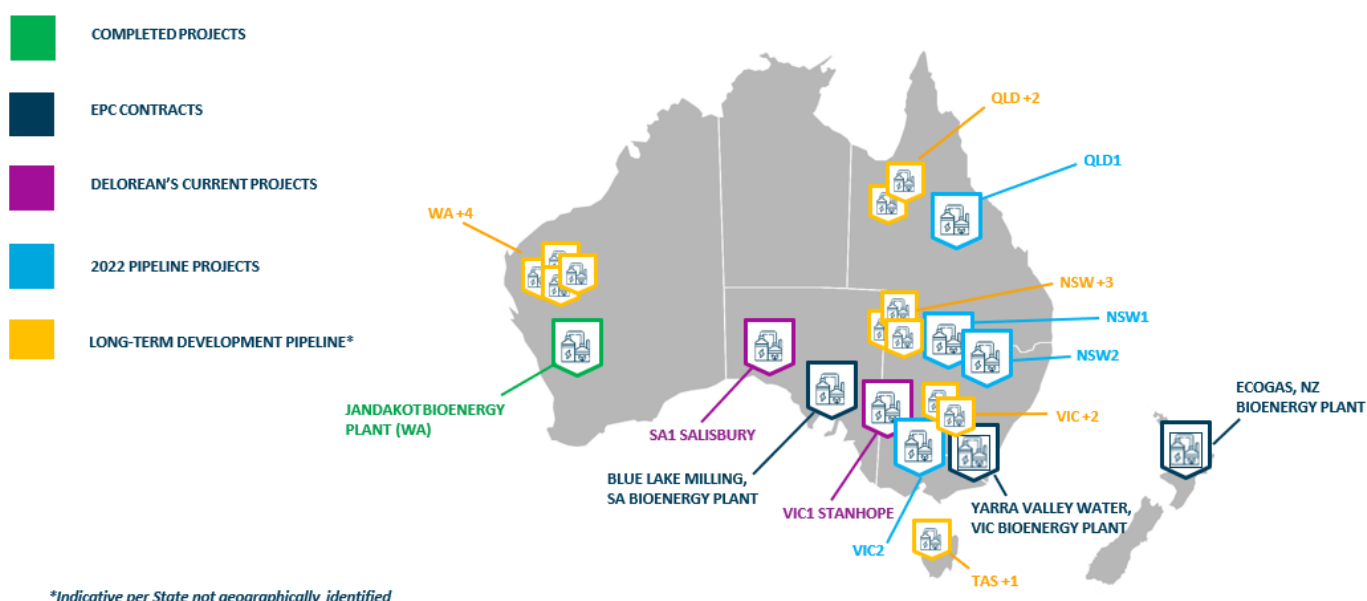 COMPLETED PROJECTS
EPC CONTRACTS
DELOREAN'S CURRENT PROJECTS
2022 PIPELINE PROJECTS
LONG-TERM DEVELOPMENT PIPELINE*
QLD +2
QLD1
WA +4
NSW +3
NSW1
NSW2
JANDAKOT BIOENERGY
PLANT (WA)
SA1 SALISBURY
BLUE LAKE MILLING,
SA BIOENERGY PLANT
VIC1 STANHOPE
VIC2
VIC +2
YARRA VALLEY WATER,
VIC BIOENERGY PLANT
TAS +1
ECOGAS, NZ
BIOENERGY PLANT
*Indicative per State not geographically identified